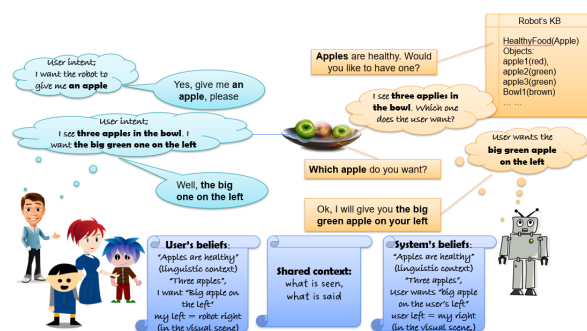 Robot's KB
HealthyFood(Apple)
Objects:
apple1(red),
apple2(green)
apple3(green)
Bowl1(brown)
... ...
Apples are healthy. Would
you like to have one?
User intent;
I want the robot to
give me an apple
Yes, give me an
apple, please
I see three apples in
the bowl. Which one
does the user want?
User intent;
I see three apples in the bowl. I
want the big green one on the left
User wants the
big green apple
on the left
Which apple do you want?
Well, the big
one on the left
Ok, I will give you the big
green apple on your left
User's beliefs:
"Apples are healthy"
(linguistic context)
"Three apples",
I want "Big apple on
the left"
my left = robot right
(in the visual scene)
Shared context:
what is seen,
what is said
System's beliefs:
"Apples are healthy"
(linguistic context)
"Three apples",
User wants "big apple
on the user's left"
user left = my right
(in the visual scene.)